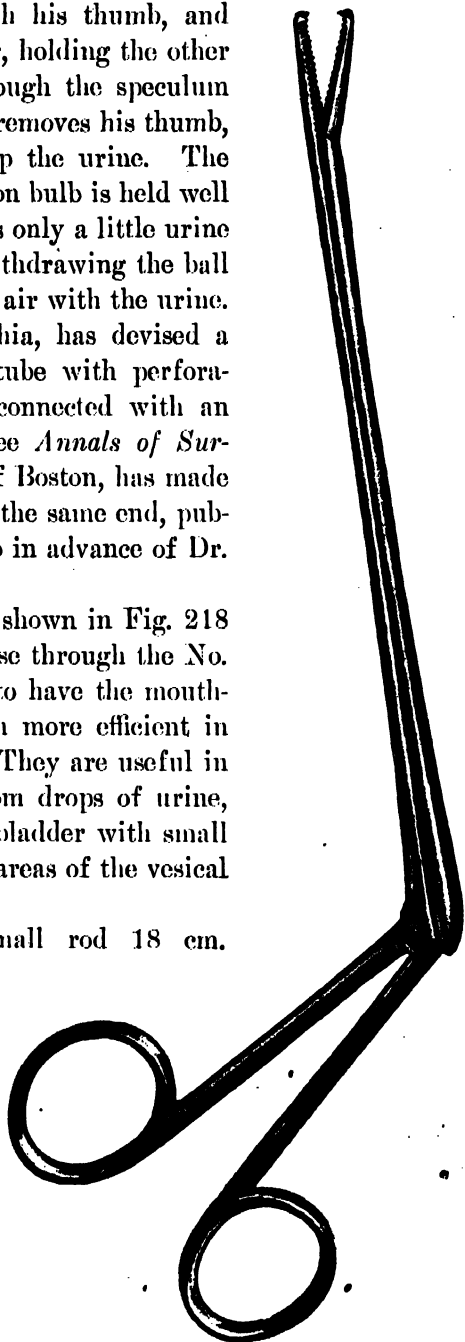 h his thumb, and
, holding the other
ough the speculum
removes his thumb,
p the urine. The
on bulb is held well
s only a little urine
thdrawing the ball
air with the urine.
hia, has devised a
tube with perfora-
connected with an
ee Annals of Sur-
f Boston, has made
the same end, pub-
o in advance of Dr.
shown in Fig. 218
se through the No.
to have the mouth-
n more efficient in
They are useful in
om drops of urine,
bladder with small
areas of the vesical
nall rod 18 cm.